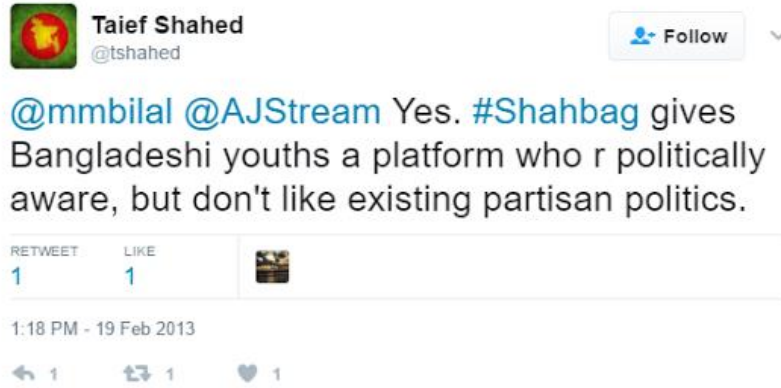 Taief Shahed
@tshahed
Follow
@mmbilal @AJStream Yes. #Shahbag gives
Bangladeshi youths a platform who r politically
aware, but don't like existing partisan politics.
RETWEET LIKE
1 1
1:18 PM - 19 Feb 2013
1 1 1